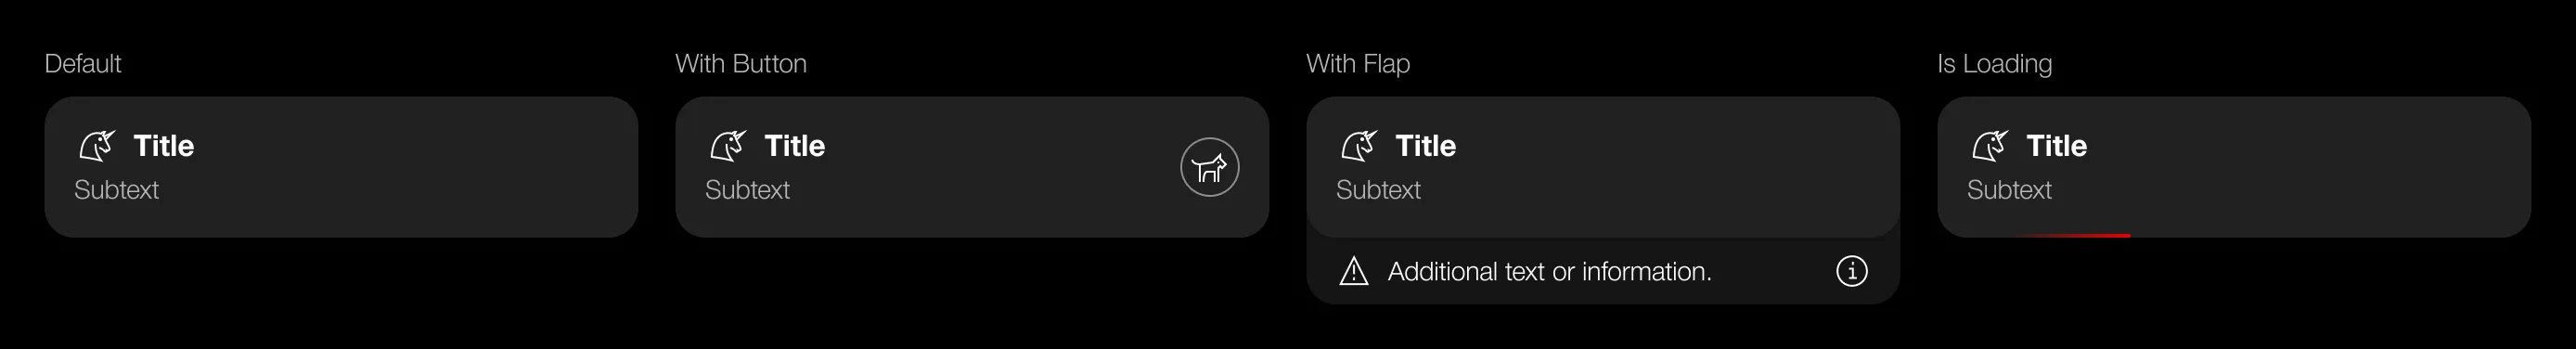 Default
Title
Subtext
With Button
Title
Subtext
With Flap
Title
Subtext
Additional text or information.
Is Loading
Title
Subtext